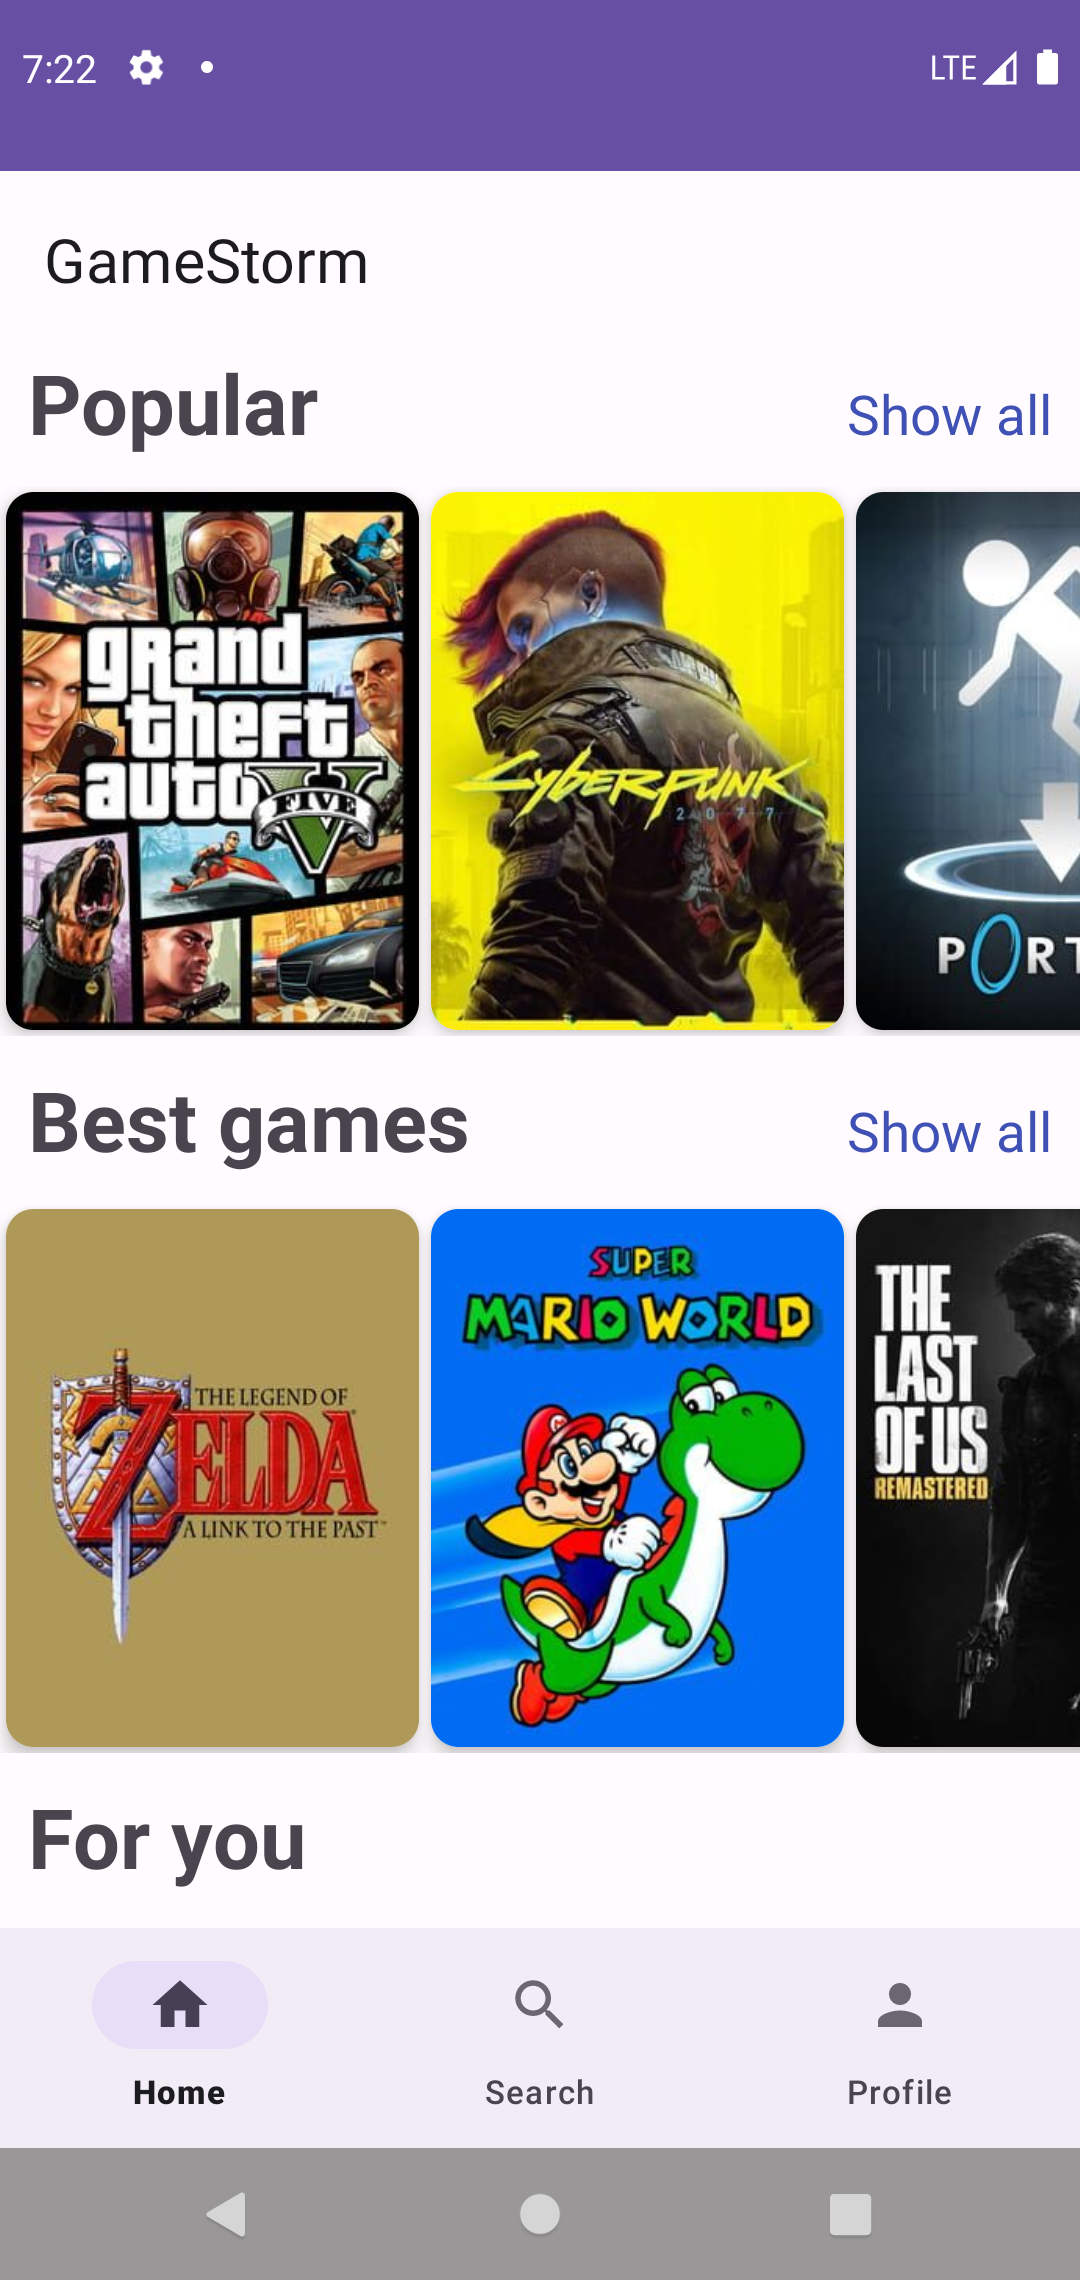 7:22
LTE
GameStorm
Popular
Show all
grand
theft
auto V
FIVE
Cyberpunk
2077
PORT
Best games
Show all
THE LEGEND OF
ZELDA
A LINK TO THE PAST™
SUPER
MARIO WORLD
THE
LAST
OF US
REMASTERED
For you
Home
Search
Profile